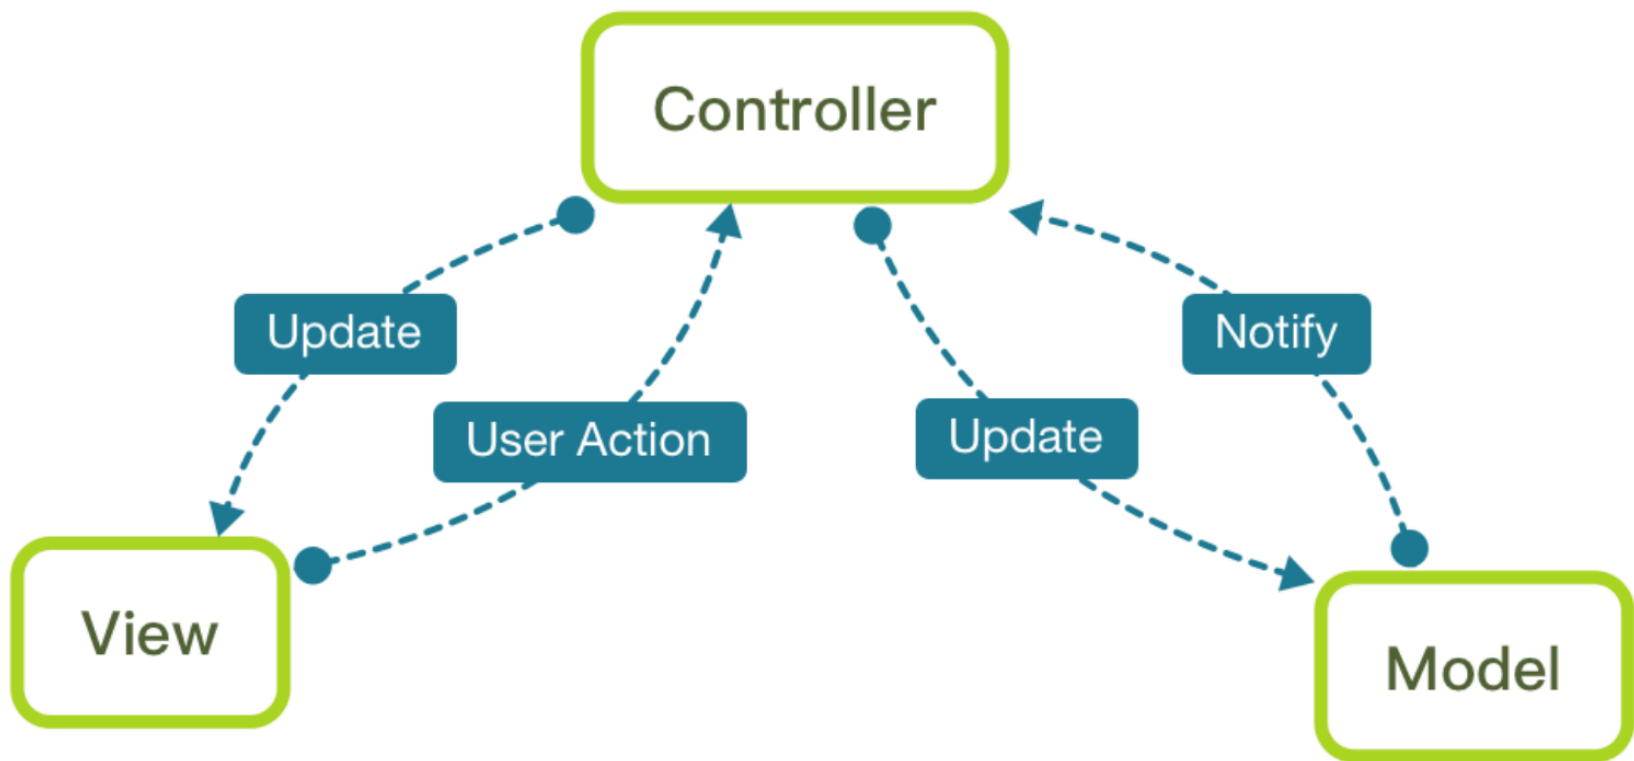 Controller
Update
Notify
User Action
Update
View
Model